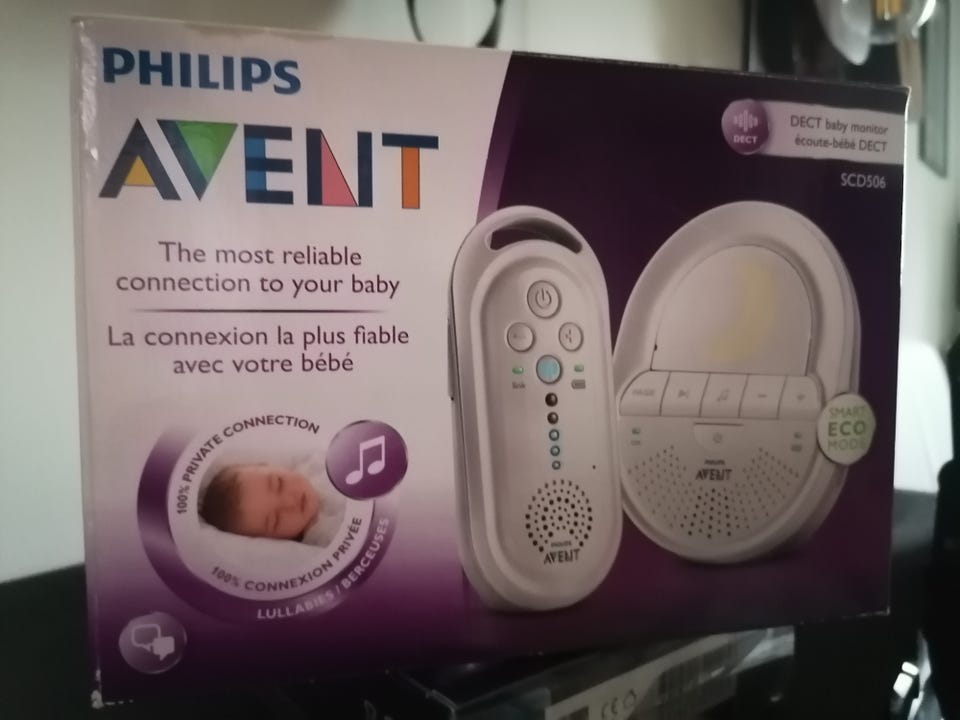 PHILIPS
AVENT
The most reliable
connection to your baby
La connexion la plus fiable
avec votre bébé
100% PRIVATE CONNECTION
100% CONNEXION PRIVÉE
LULLABIES / BERCEUSES
DECT
DECT baby monitor
écoute-bébé DECT
SCD506
SMART
ECO
MODE
PHILIPS
AVENT
PHILIPS
AVENT
CE